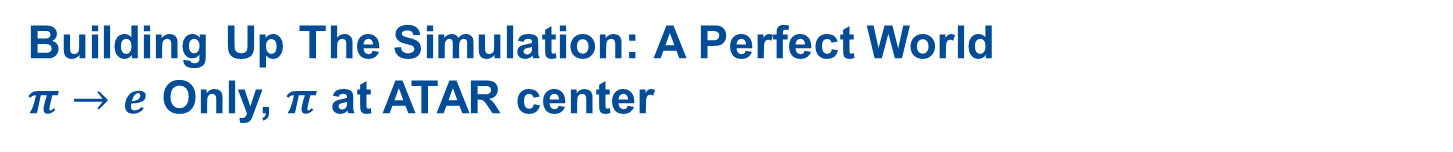 Building Up The Simulation: A Perfect World
𝝅 → 𝒆 Only, 𝝅 at ATAR center